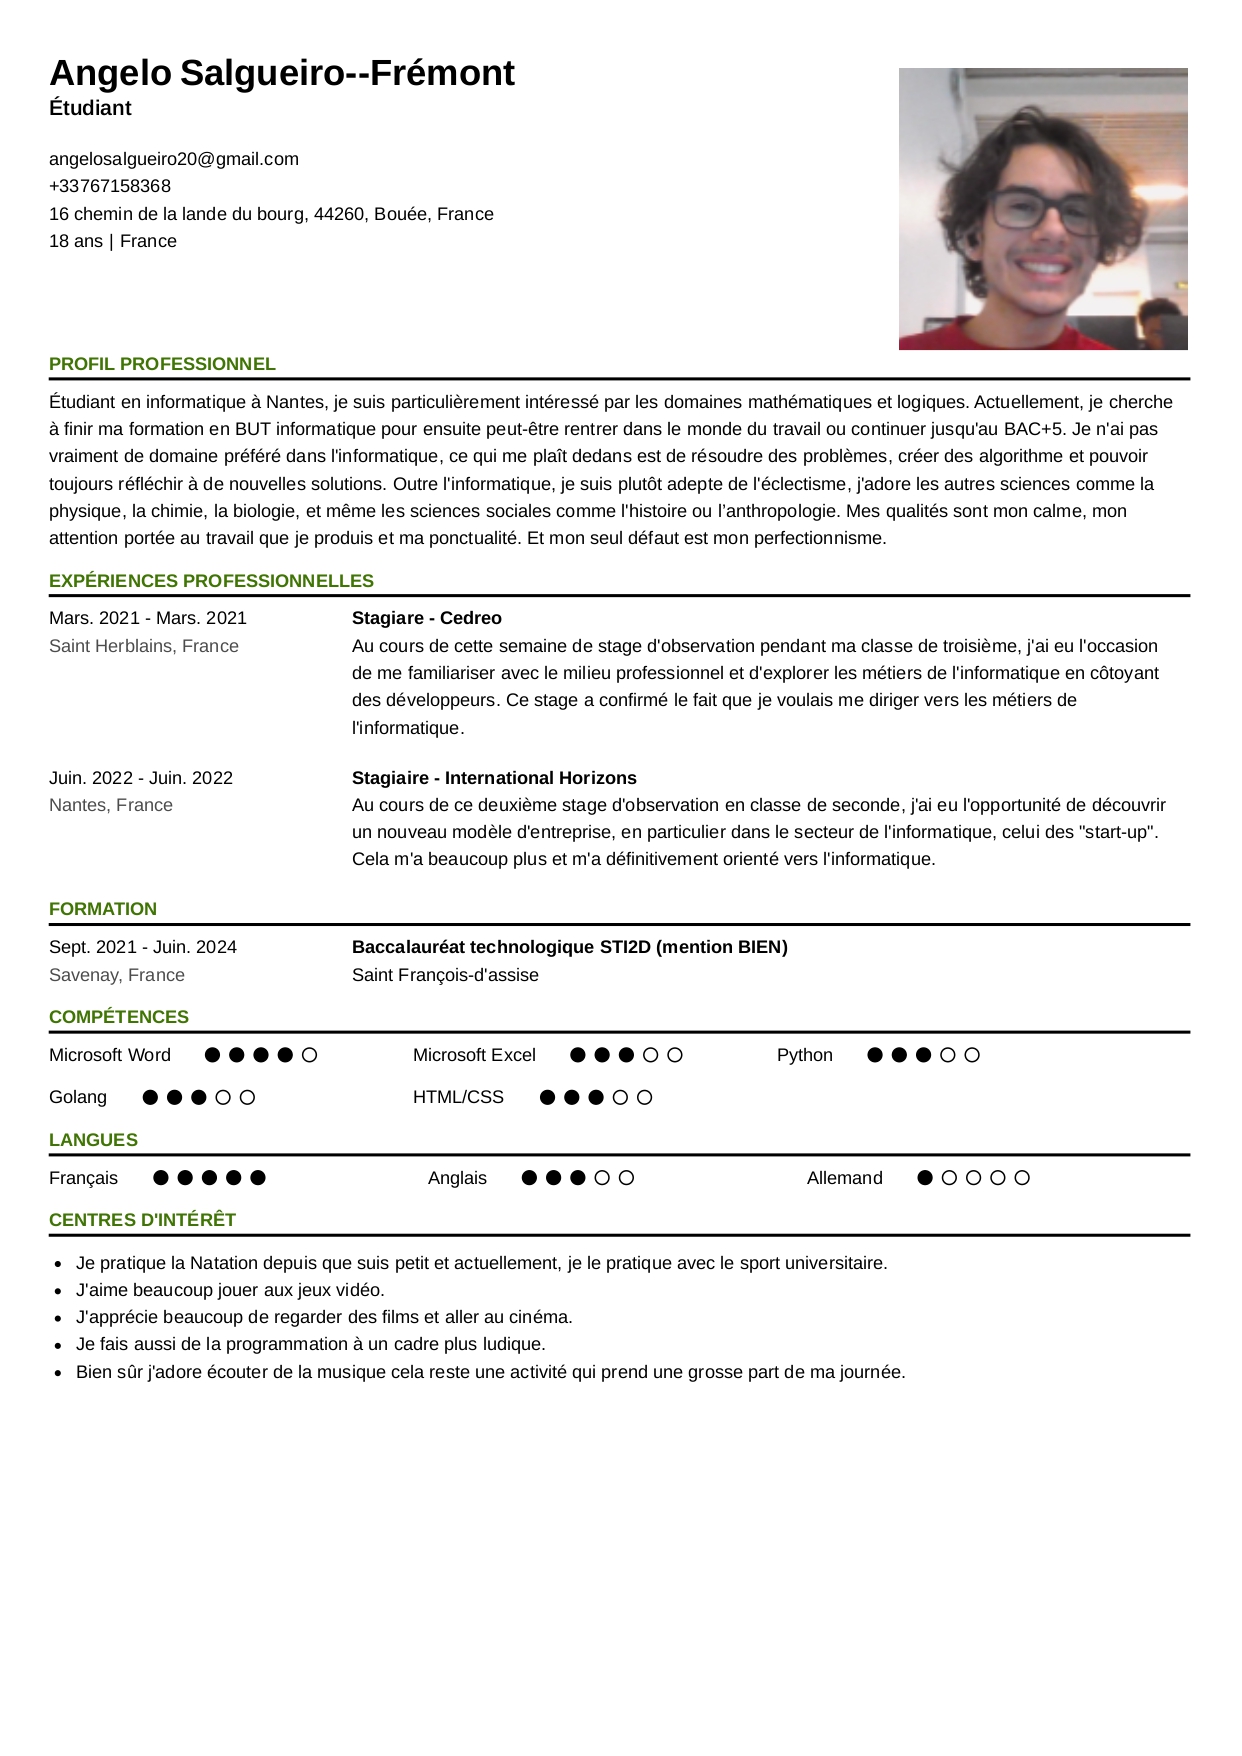 Angelo Salgueiro--Frémont
Étudiant
angelosalgueiro20@gmail.com
+33767158368
16 chemin de la lande du bourg, 44260, Bouée, France
18 ans | France
PROFIL PROFESSIONNEL
Étudiant en informatique à Nantes, je suis particulièrement intéressé par les domaines mathématiques et logiques. Actuellement, je cherche
à finir ma formation en BUT informatique pour ensuite peut-être rentrer dans le monde du travail ou continuer jusqu'au BAC+5. Je n'ai pas
vraiment de domaine préféré dans l'informatique, ce qui me plaît dedans est de résoudre des problèmes, créer des algorithme et pouvoir
toujours réfléchir à de nouvelles solutions. Outre l'informatique, je suis plutôt adepte de l'éclectisme, j'adore les autres sciences comme la
physique, la chimie, la biologie, et même les sciences sociales comme l'histoire ou l’anthropologie. Mes qualités sont mon calme, mon
attention portée au travail que je produis et ma ponctualité. Et mon seul défaut est mon perfectionnisme.
EXPÉRIENCES PROFESSIONNELLES
Mars. 2021 - Mars. 2021
Saint Herblains, France
Stagiare - Cedreo
Au cours de cette semaine de stage d'observation pendant ma classe de troisième, j'ai eu l'occasion
de me familiariser avec le milieu professionnel et d'explorer les métiers de l'informatique en côtoyant
des développeurs. Ce stage a confirmé le fait que je voulais me diriger vers les métiers de
l'informatique.
Juin. 2022 - Juin. 2022
Nantes, France
Stagiaire - International Horizons
Au cours de ce deuxième stage d'observation en classe de seconde, j'ai eu l'opportunité de découvrir
un nouveau modèle d'entreprise, en particulier dans le secteur de l'informatique, celui des "start-up".
Cela m'a beaucoup plus et m'a définitivement orienté vers l'informatique.
FORMATION
Sept. 2021 - Juin. 2024
Savenay, France
Baccalauréat technologique STI2D (mention BIEN)
Saint François-d'assise
COMPÉTENCES
Microsoft Word
Microsoft Excel
Python
Golang
HTML/CSS
LANGUES
Français
Anglais
Allemand
CENTRES D'INTÉRÊT
Je pratique la Natation depuis que suis petit et actuellement, je le pratique avec le sport universitaire.
J'aime beaucoup jouer aux jeux vidéo.
J'apprécie beaucoup de regarder des films et aller au cinéma.
Je fais aussi de la programmation à un cadre plus ludique.
Bien sûr j'adore écouter de la musique cela reste une activité qui prend une grosse part de ma journée.